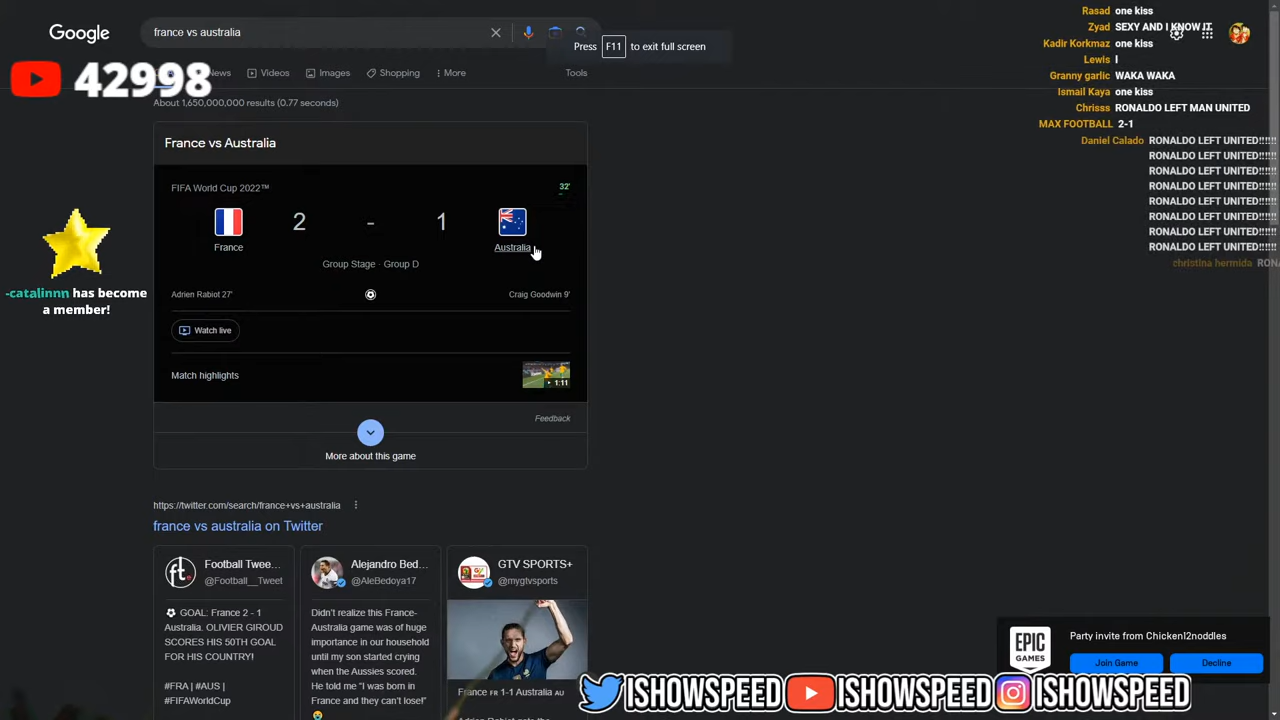 Google
france vs australia
Press F11 to exit full screen
42998
News
Videos
Images
Shopping
More
Tools
About 1,650,000,000 results (0.77 seconds)
France vs Australia
FIFA World Cup 2022™
32'
2 - 1
France
Australia
Group Stage · Group D
Adrien Rabiot 27'
Craig Goodwin 9'
Watch live
Match highlights
1:11
Feedback
More about this game
https://twitter.com/search/france+vs+australia
france vs australia on Twitter
ft.
Football Twee...
@Football__Tweet
GOAL: France 2 - 1
Australia. OLIVIER GIROUD
SCORES HIS 50TH GOAL
FOR HIS COUNTRY!
#FRA | #AUS |
#FIFAWorldCup
Alejandro Bed...
@AleBedoya17
Didn't realize this France-
Australia game was of huge
importance in our household
until my son started crying
when the Aussies scored.
He told me "I was born in
France and they can't lose!"
GTV SPORTS+
@mygtvsports
France FR 1-1 Australia AU
-catalinnn has become
a member!
Rasad one kiss
Zyad SEXY AND I KNOW IT
Kadir Korkmaz one kiss
Lewis I
Granny garlic WAKA WAKA
Ismail Kaya one kiss
Chrisss RONALDO LEFT MAN UNITED
MAX FOOTBALL 2-1
Daniel Calado RONALDO LEFT UNITED!!!!!!
RONALDO LEFT UNITED!!!!!!
RONALDO LEFT UNITED!!!!!!
RONALDO LEFT UNITED!!!!!!
RONALDO LEFT UNITED!!!!!!
RONALDO LEFT UNITED!!!!!!
RONALDO LEFT UNITED!!!!!!
RONALDO LEFT UNITED!!!!!!
christina hermida RONA
EPIC
GAMES
Party invite from Chicken12noddles
Join Game
Decline
ISHOWSPEED
ISHOWSPEED
ISHOWSPEED